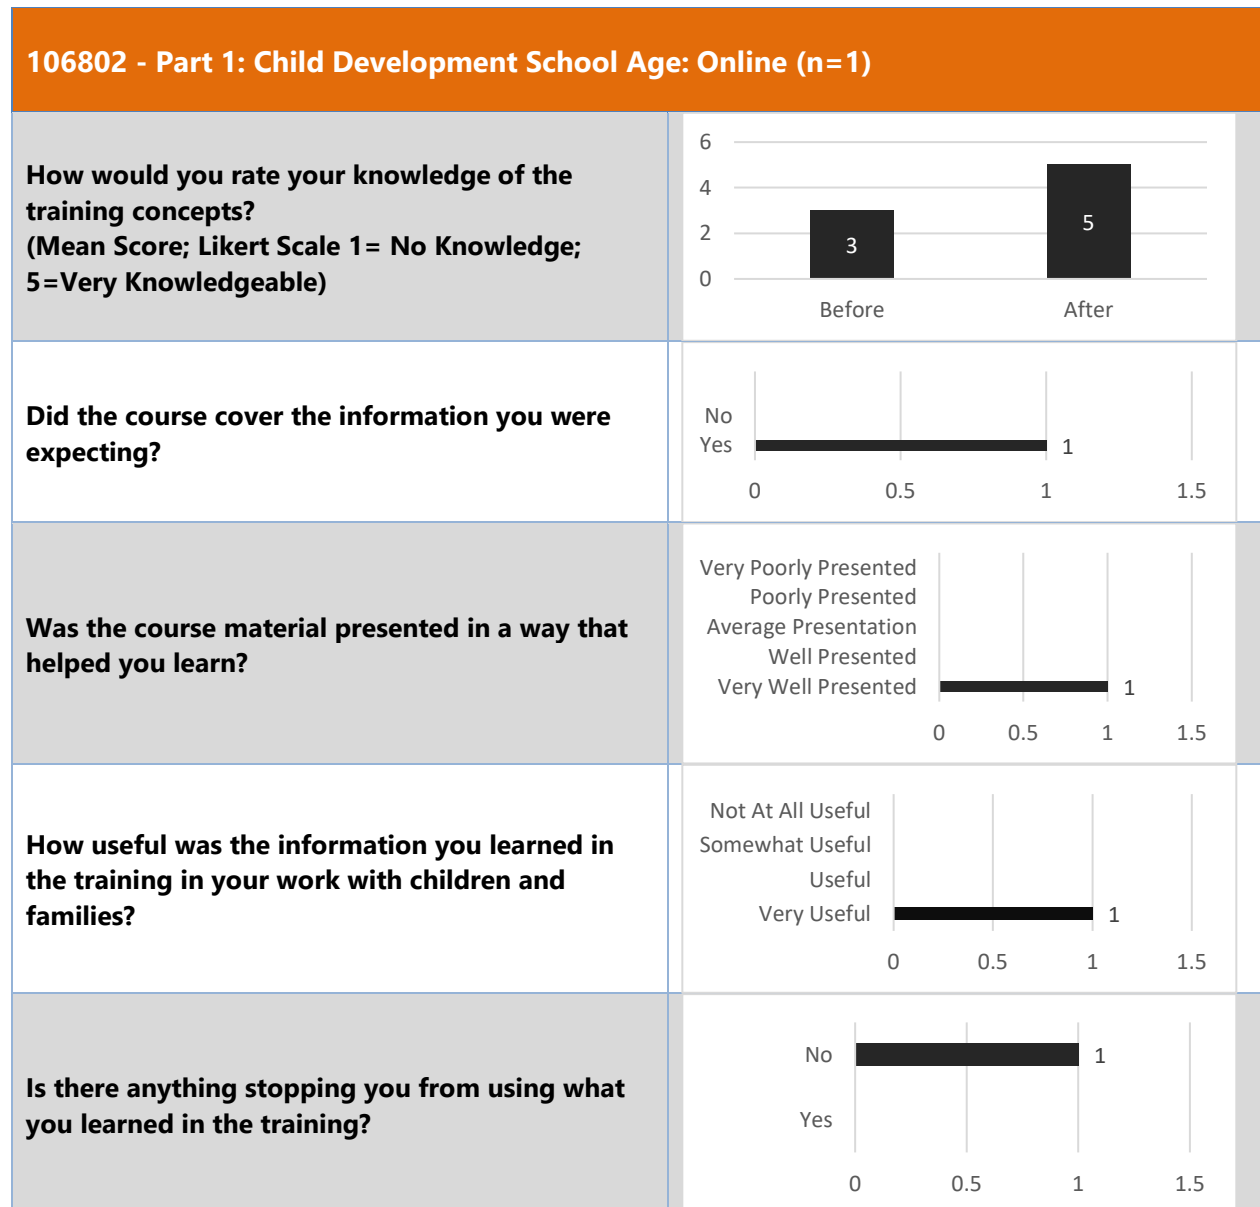 106802 - Part 1: Child Development School Age: Online (n=1)
How would you rate your knowledge of the
training concepts?
(Mean Score; Likert Scale 1= No Knowledge;
5=Very Knowledgeable)
6
4
2
0
3
5
Before After
Did the course cover the information you were
expecting?
No
Yes
1
0 0.5 1 1.5
Was the course material presented in a way that
helped you learn?
Very Poorly Presented
Poorly Presented
Average Presentation
Well Presented
Very Well Presented
1
0 0.5 1 1.5
How useful was the information you learned in
the training in your work with children and
families?
Not At All Useful
Somewhat Useful
Useful
Very Useful
1
0 0.5 1 1.5
Is there anything stopping you from using what
you learned in the training?
No
1
Yes
0 0.5 1 1.5